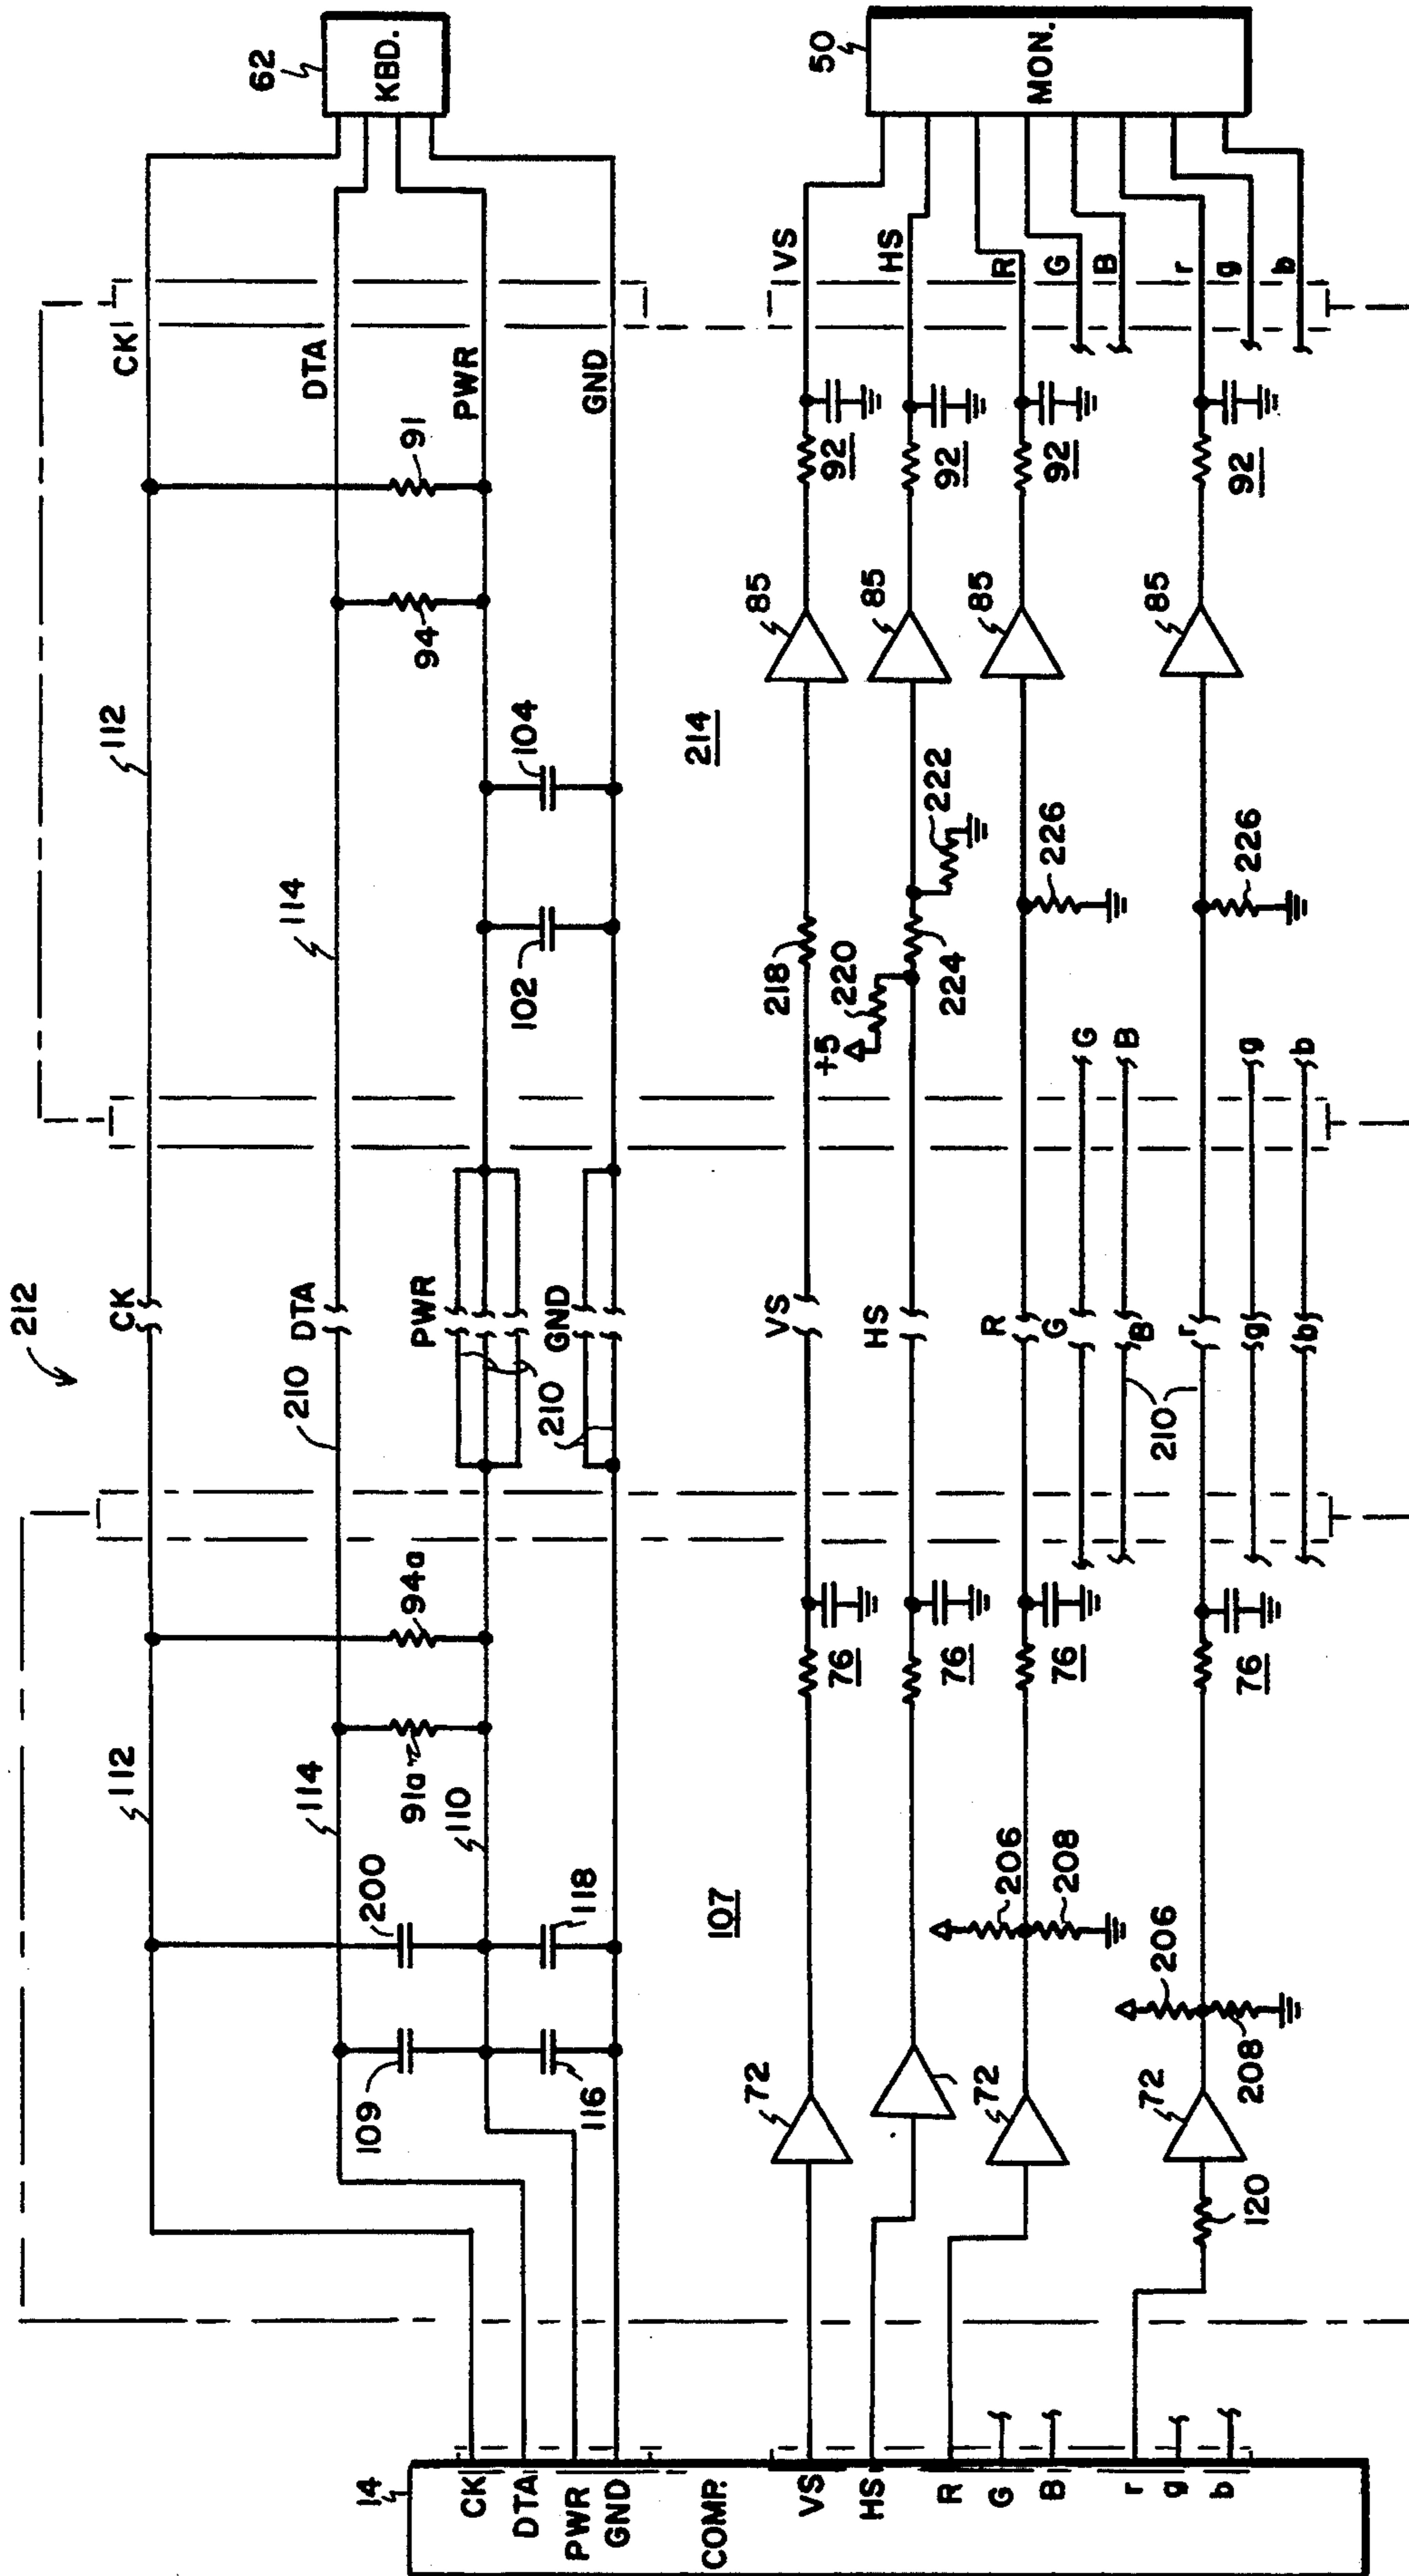 212
62
KBD.
CK
CK
112
112
DTA
DTA
210
114
114
PWR
PWR
GND
GND
210
94a
91a
91
94
110
200
109
118
116
102
104
107
214
14
CK
DTA
PWR
GND
COMP.
VS
HS
R
G
B
r
g
b
50
MON.
VS
VS
72
76
218
85
92
HS
HS
76
+5
220
224
222
85
92
R
R
72
206
208
76
226
85
92
G
G
G
B
B
B
210
r
r
120
72
206
208
76
226
85
92
g
g
g
b
b
b